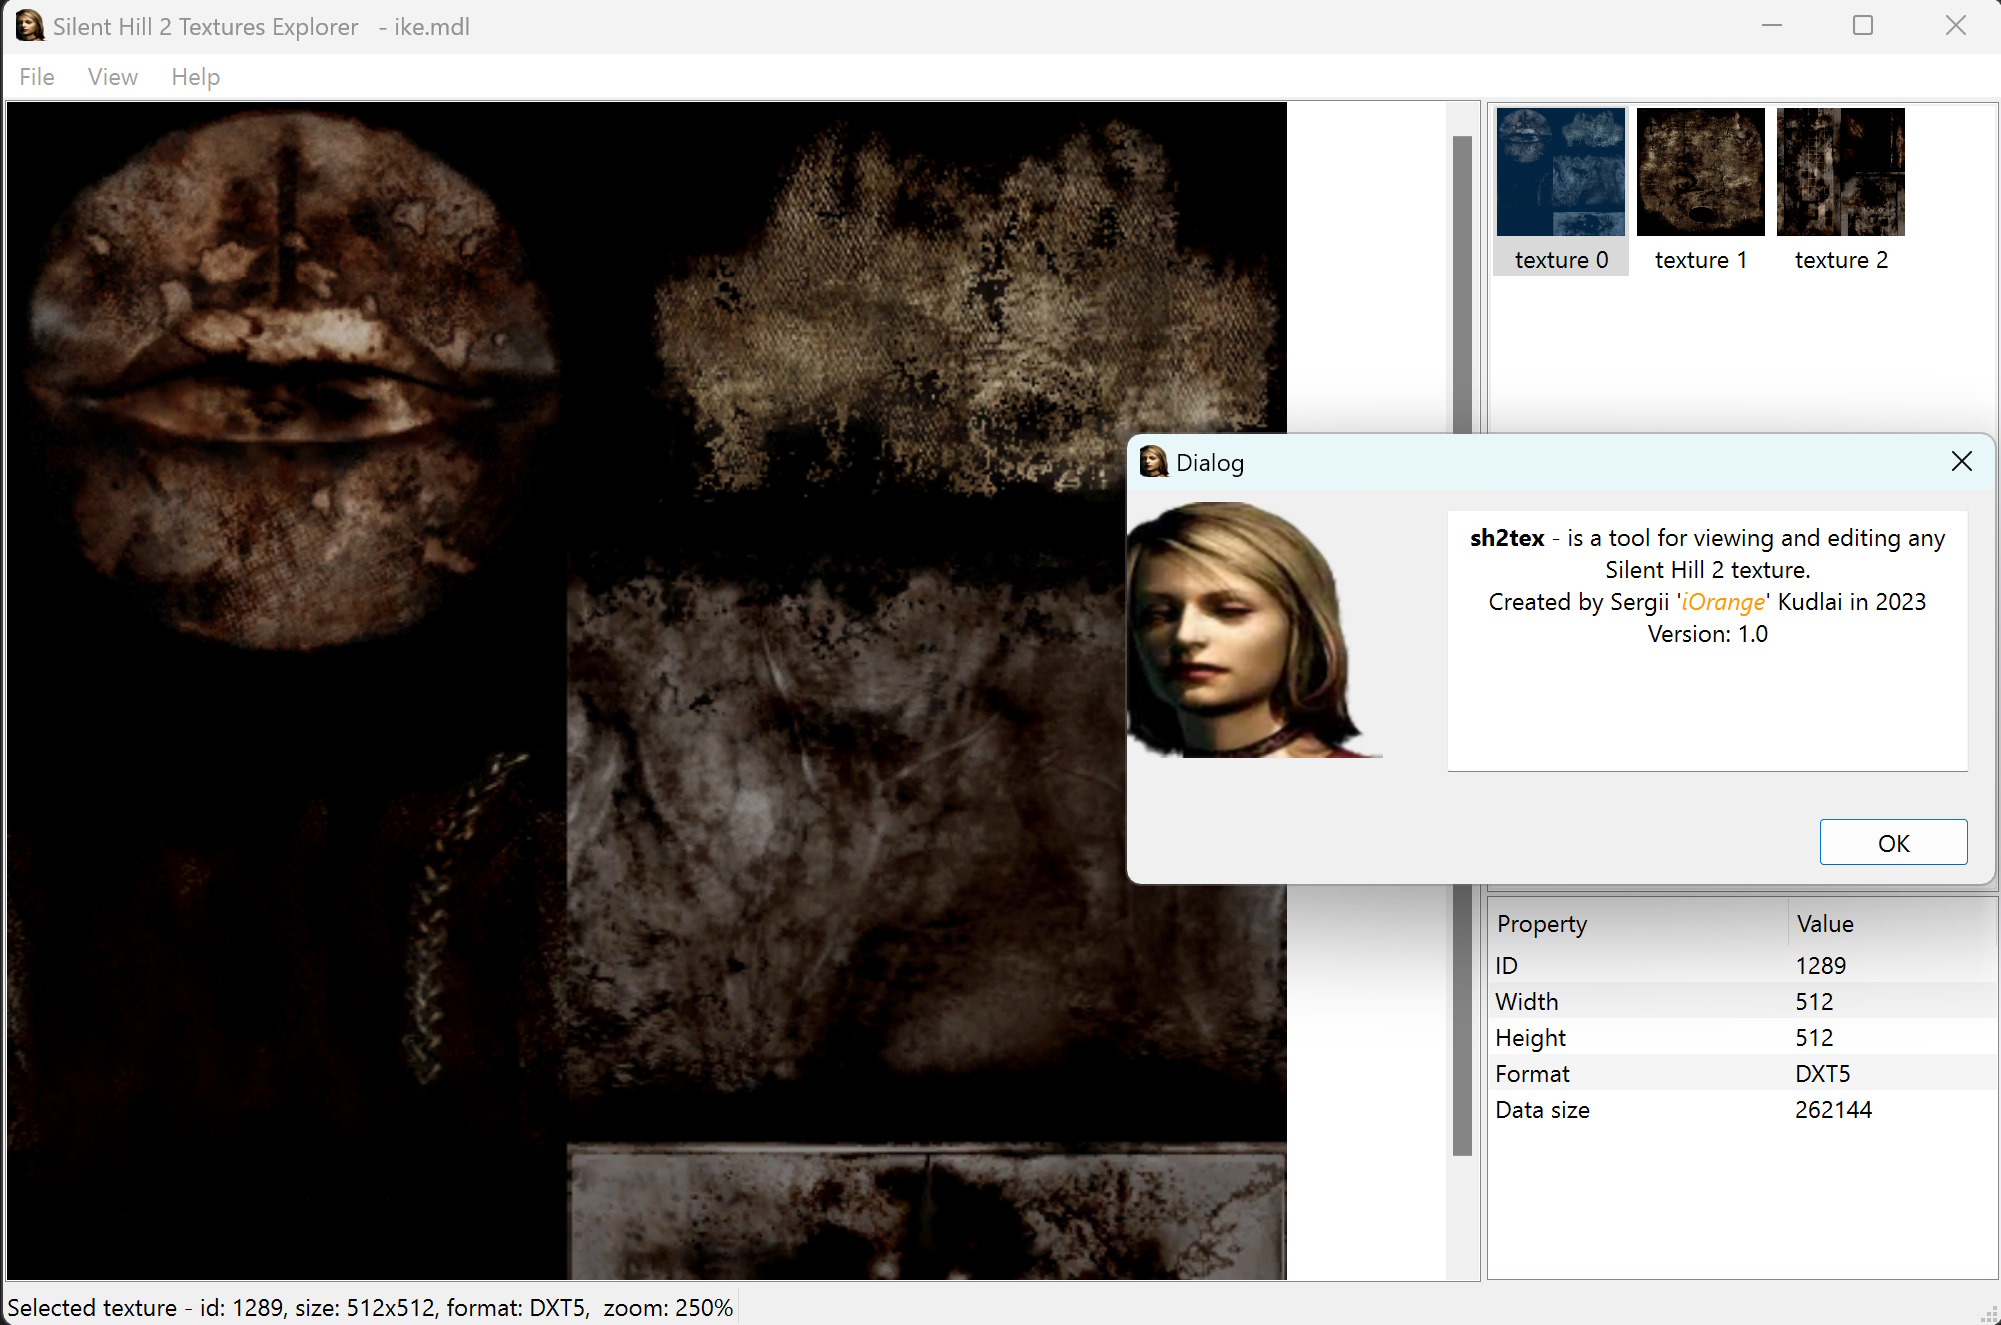 Silent Hill 2 Textures Explorer - ike.mdl
File View Help
texture 0 texture 1 texture 2
Dialog
sh2tex - is a tool for viewing and editing any
Silent Hill 2 texture.
Created by Sergii 'iOrange' Kudlai in 2023
Version: 1.0
OK
Property Value
ID 1289
Width 512
Height 512
Format DXT5
Data size 262144
Selected texture - id: 1289, size: 512x512, format: DXT5, zoom: 250%